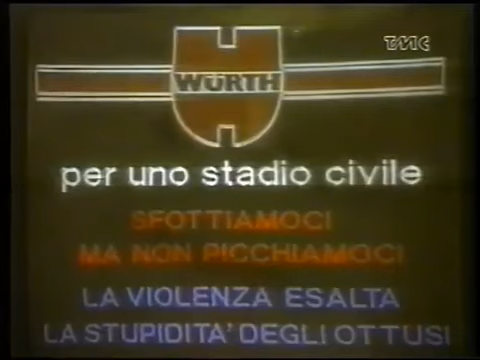 TMC
WÜRTH
per uno stadio civile
SFOTTIAMOCI
MA NON PICCHIAMOCI
LA VIOLENZA ESALTA
LA STUPIDITA' DEGLI OTTUSI